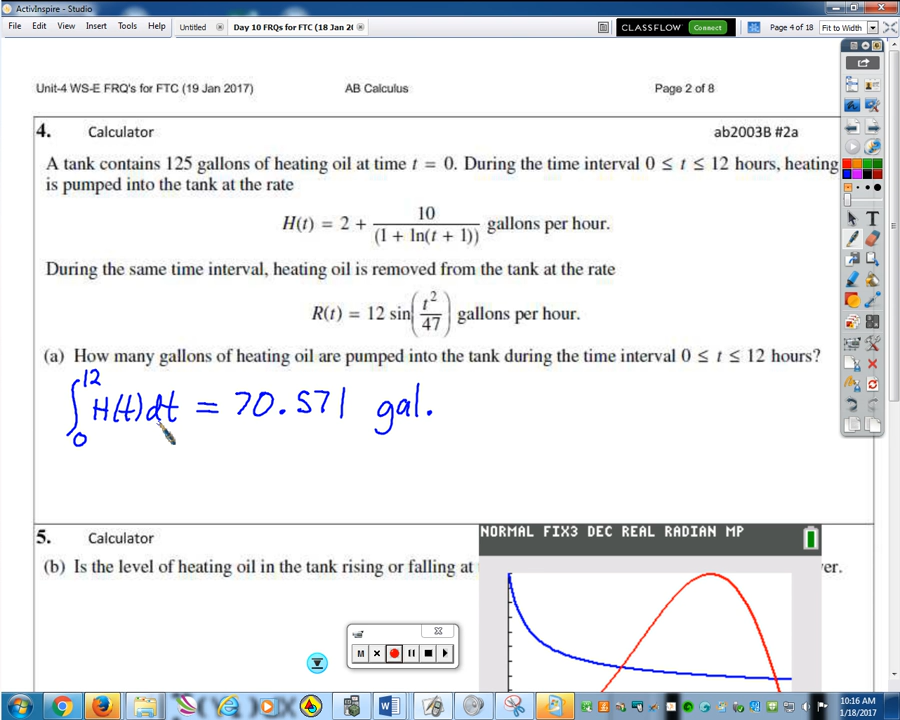 ActivInspire - Studio
File Edit View Insert Tools Help
Untitled
Day 10 FRQs for FTC (18 Jan 2(
CLASSFLOW Connect
Page 4 of 18
Fit to Width
Unit-4 WS-E FRQ's for FTC (19 Jan 2017) AB Calculus Page 2 of 8
4. Calculator ab2003B #2a
A tank contains 125 gallons of heating oil at time t = 0. During the time interval 0 ≤ t ≤ 12 hours, heating
is pumped into the tank at the rate
H(t) = 2 + 10/(1 + ln(t + 1)) gallons per hour.
During the same time interval, heating oil is removed from the tank at the rate
R(t) = 12 sin(t²/47) gallons per hour.
(a) How many gallons of heating oil are pumped into the tank during the time interval 0 ≤ t ≤ 12 hours?
∫₀¹² H(t)dt = 70.571 gal.
5. Calculator
NORMAL FIX3 DEC REAL RADIAN MP
(b) Is the level of heating oil in the tank rising or falling at
er.
M
10:16 AM
1/18/2017